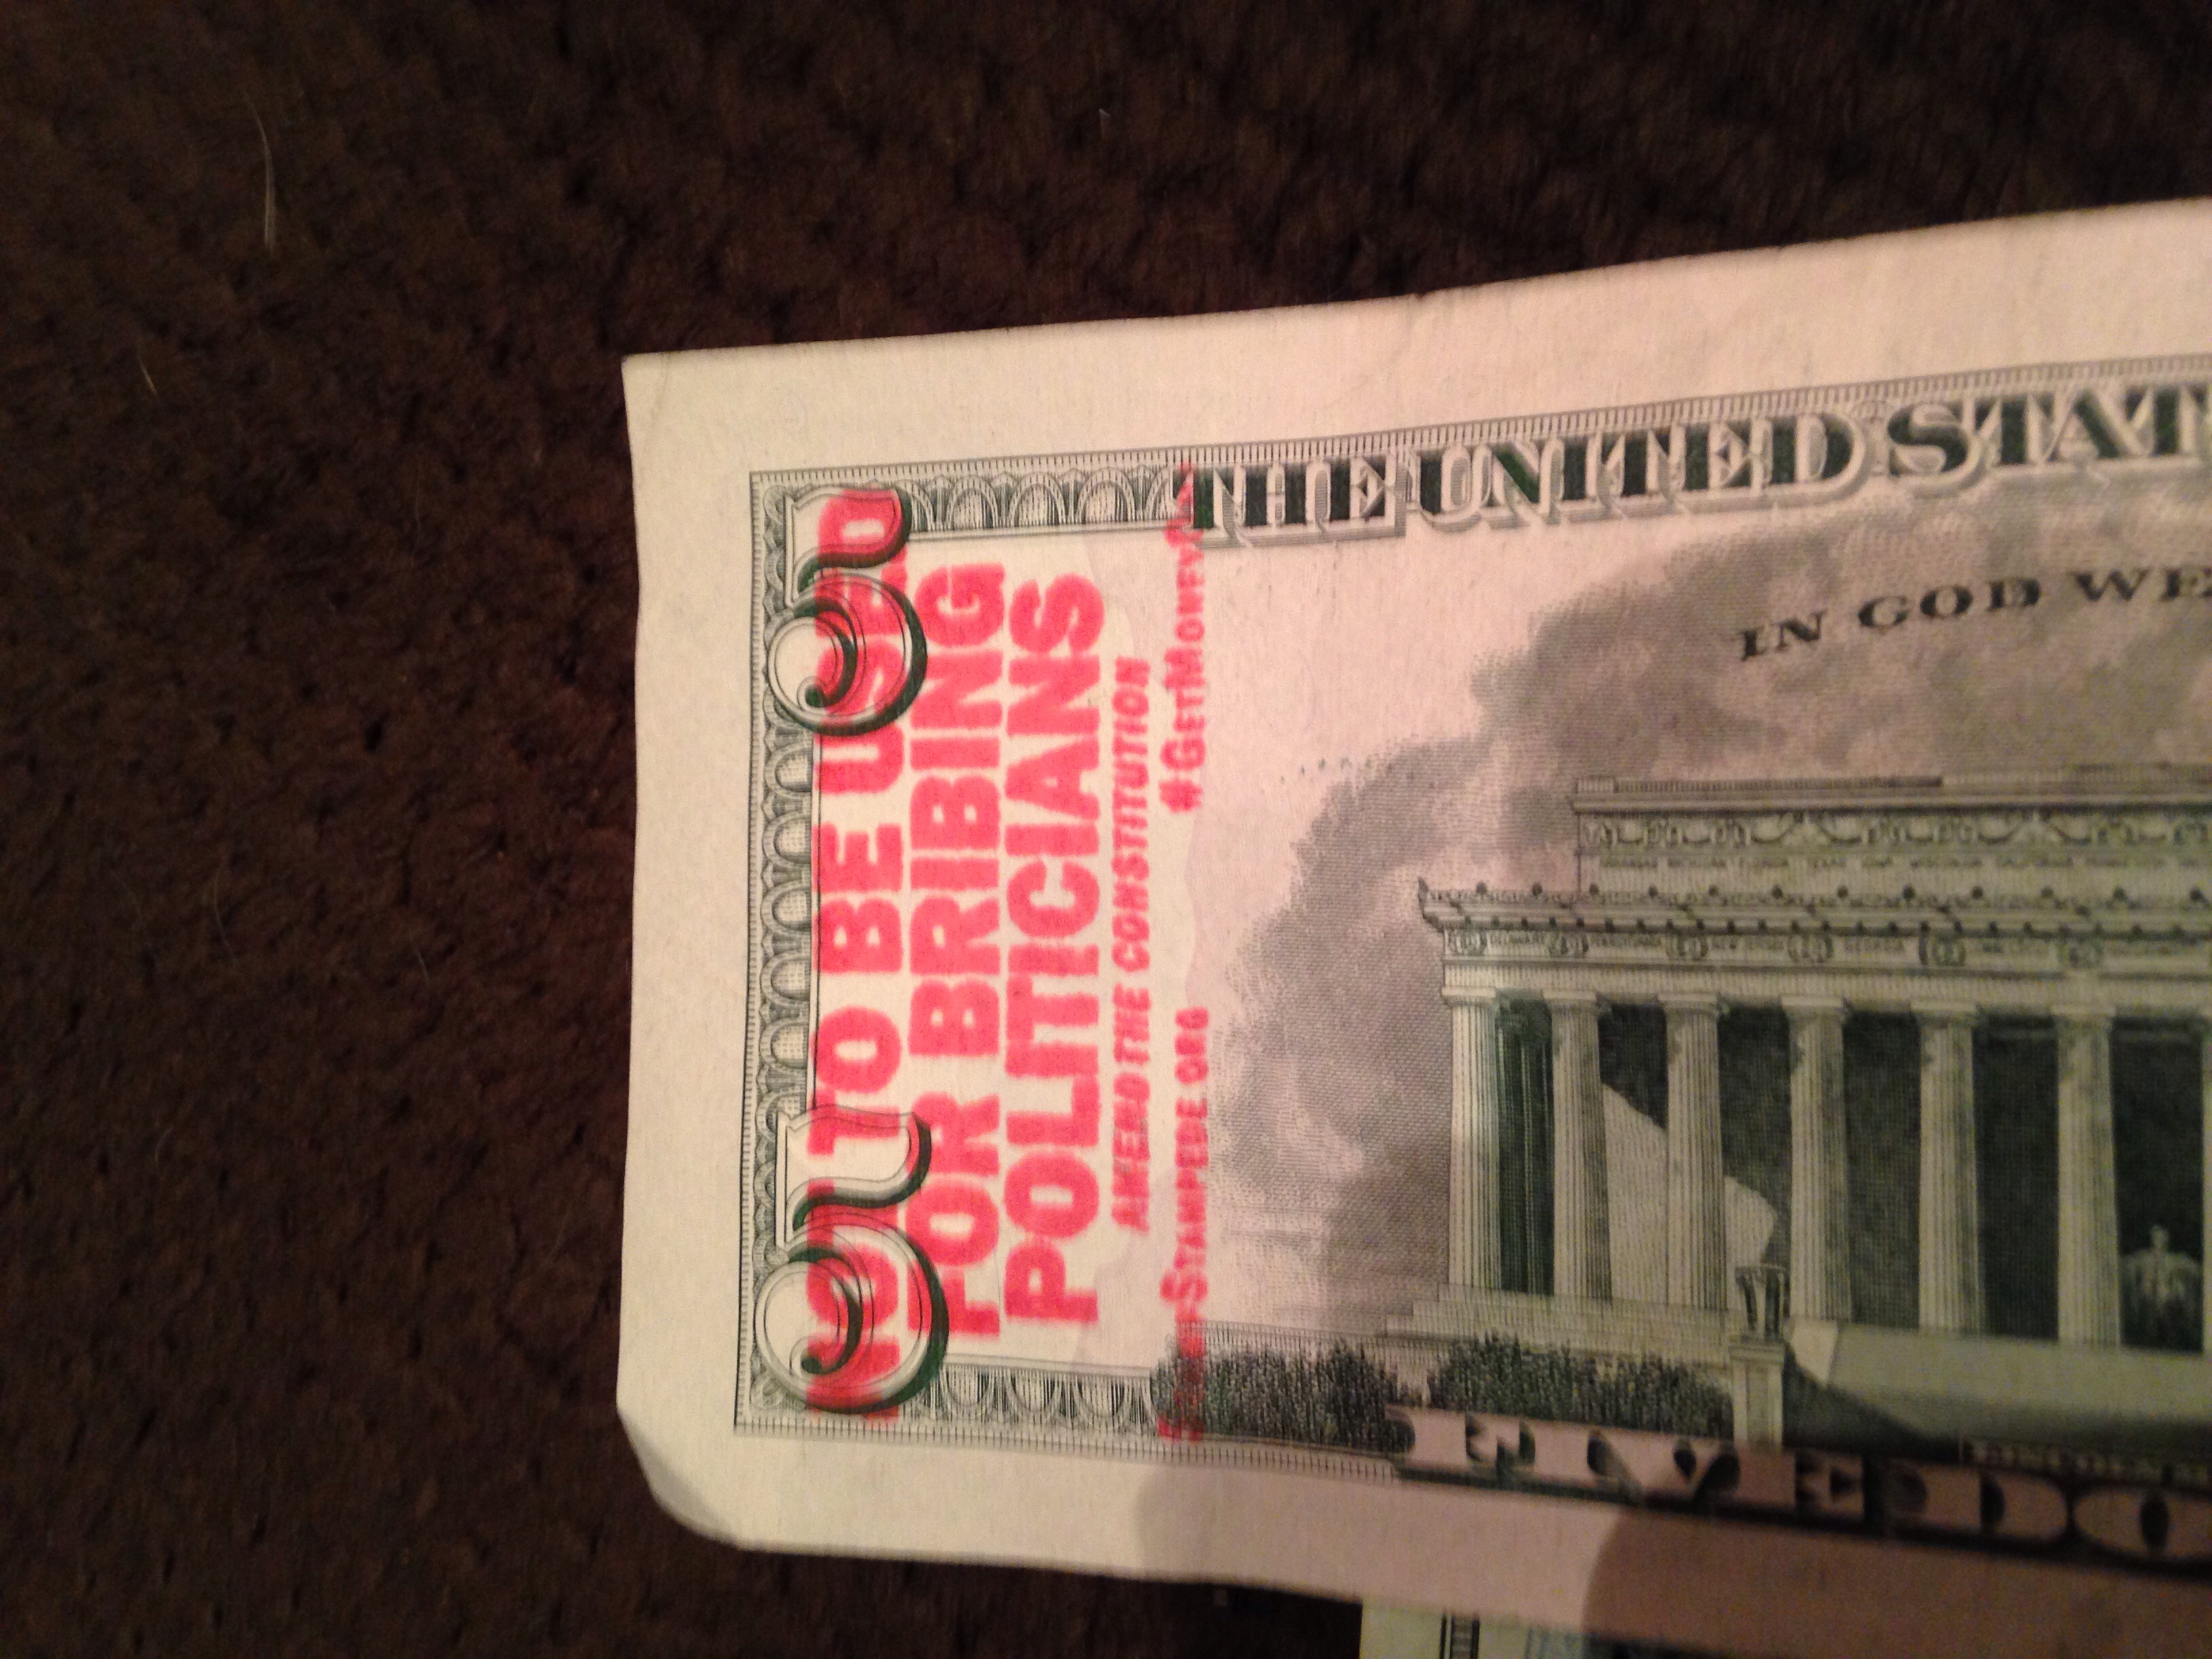 THE UNITED STAT
IN GOD WE
5
5
NOT TO BE USED
FOR BRIBING
POLITICIANS
AMEND THE CONSTITUTION
#GETMONEY
STAMPEDE.ORG
FIVE DO